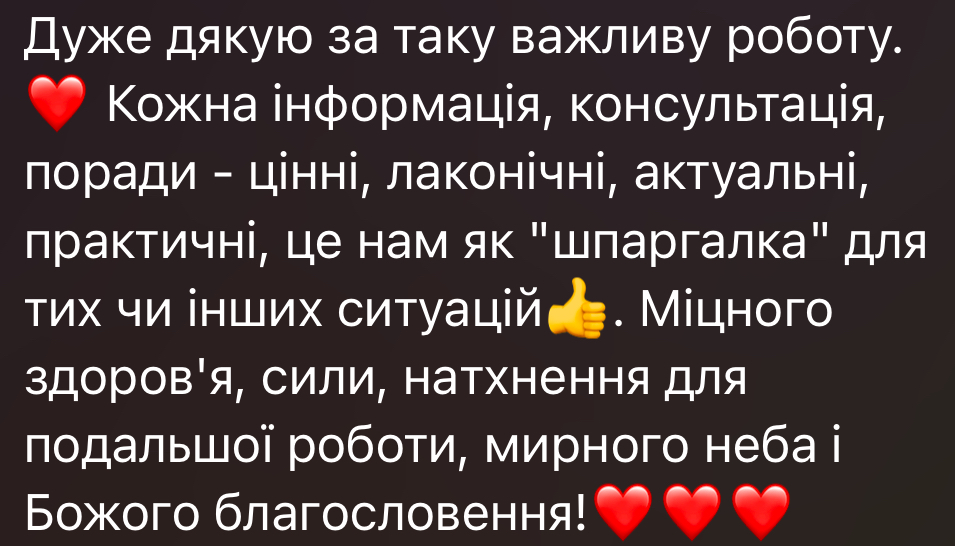 Дуже дякую за таку важливу роботу.
❤️ Кожна інформація, консультація,
поради - цінні, лаконічні, актуальні,
практичні, це нам як "шпаргалка" для
тих чи інших ситуацій👍. Міцного
здоров'я, сили, натхнення для
подальшої роботи, мирного неба і
Божого благословення!❤️❤️❤️